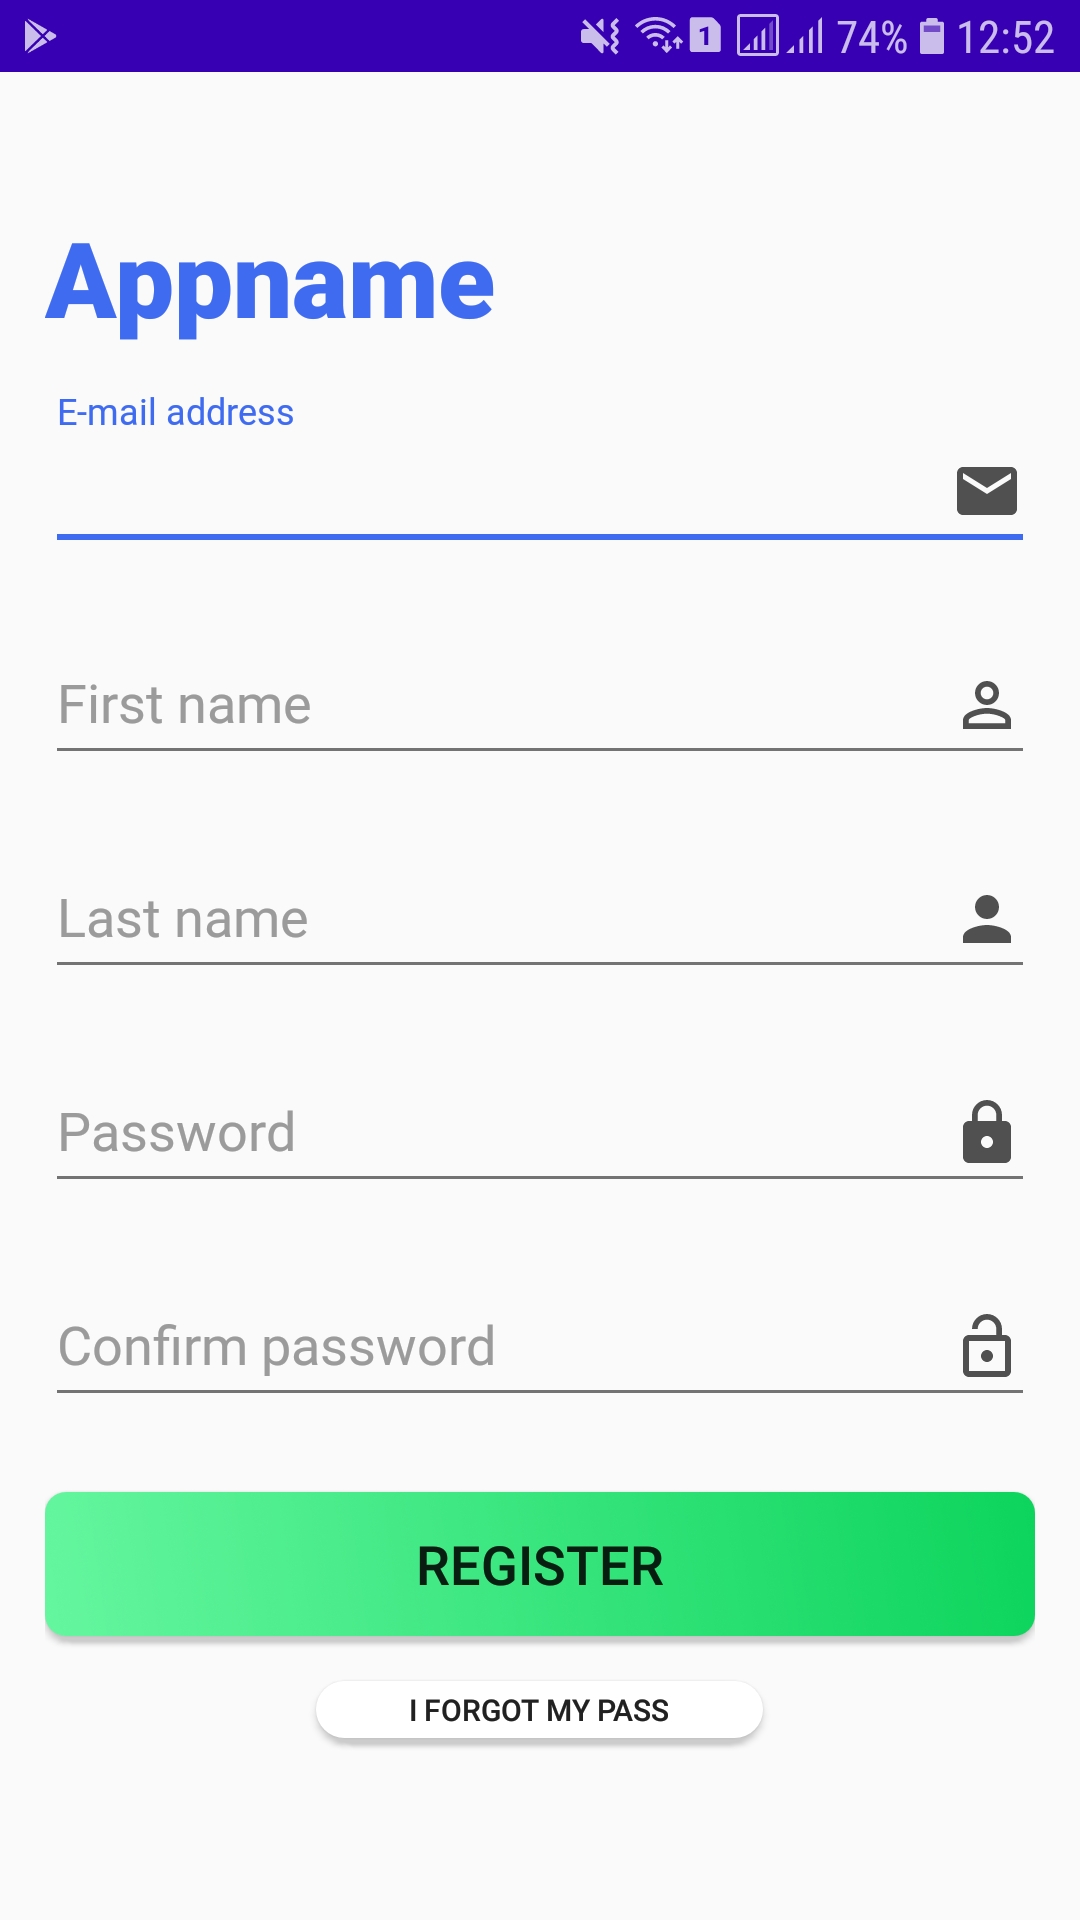 1 74% 12:52
Appname
E-mail address
First name
Last name
Password
Confirm password
REGISTER
I FORGOT MY PASS